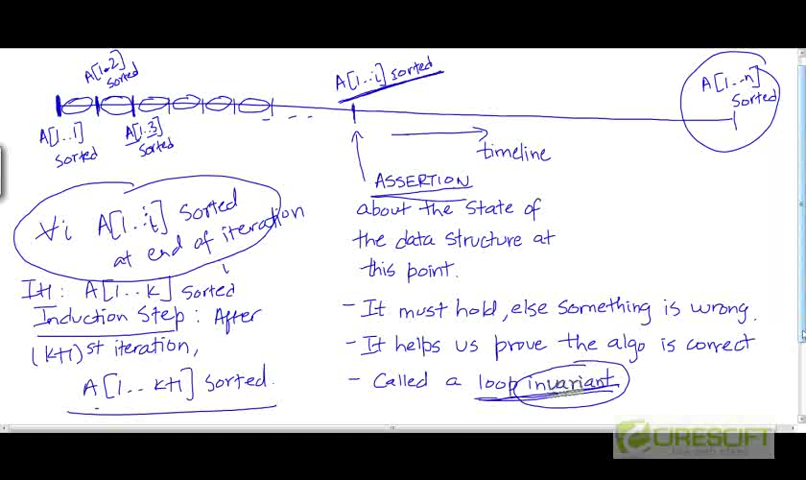 A[1..2]
sorted
A[1..i] sorted
A[1..n]
sorted
A[1..1]
sorted
A[1..3]
sorted
timeline
ASSERTION
about the state of
the data structure at
this point.
∀i A[1..i] sorted
at end of iteration
i
IH: A[1..k] sorted
Induction Step: After
(k+1)st iteration,
A[1..k+1] sorted.
- It must hold, else something is wrong.
- It helps us prove the algo is correct
- Called a loop invariant